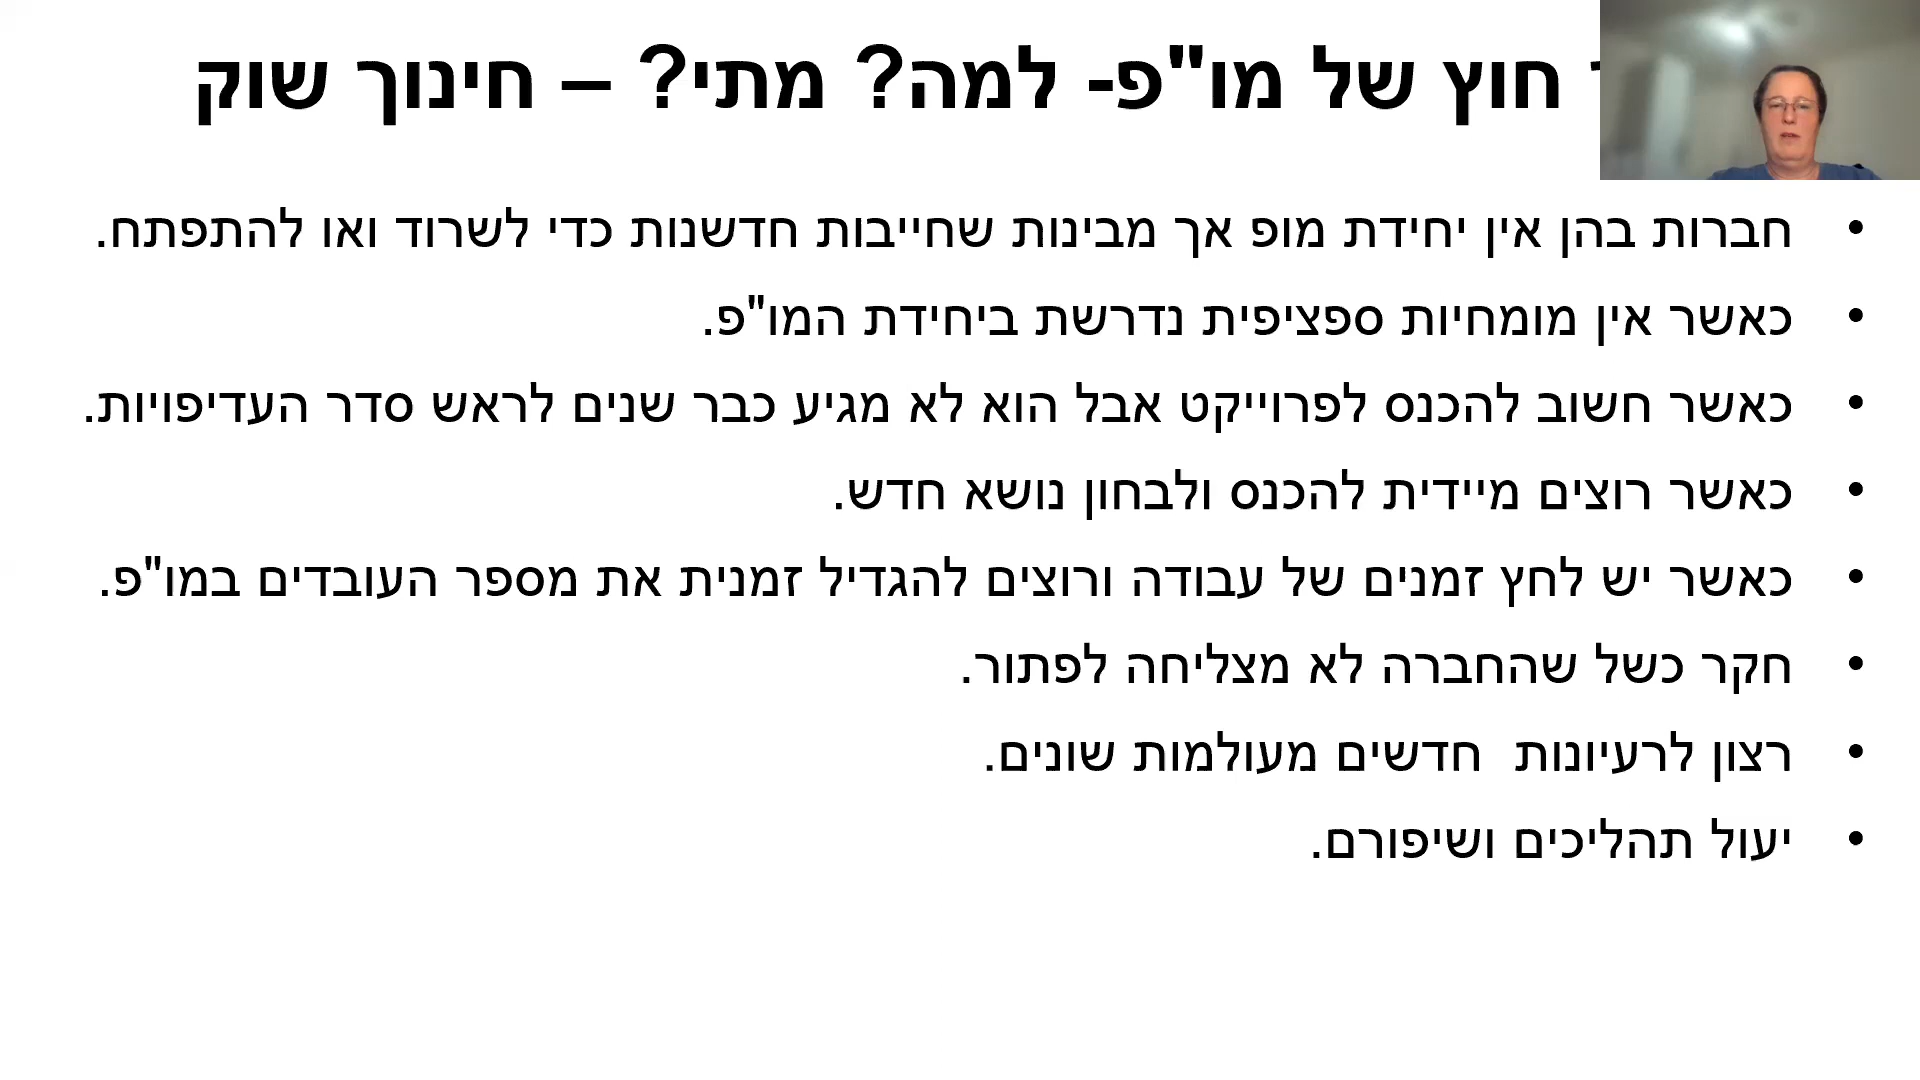 חוץ של מו"פ- למה? מתי? – חינוך שוק
• חברות בהן אין יחידת מופ אך מבינות שחייבות חדשנות כדי לשרוד ואו להתפתח.
• כאשר אין מומחיות ספציפית נדרשת ביחידת המו"פ.
• כאשר חשוב להכנס לפרוייקט אבל הוא לא מגיע כבר שנים לראש סדר העדיפויות.
• כאשר רוצים מיידית להכנס ולבחון נושא חדש.
• כאשר יש לחץ זמנים של עבודה ורוצים להגדיל זמנית את מספר העובדים במו"פ.
• חקר כשל שהחברה לא מצליחה לפתור.
• רצון לרעיונות  חדשים מעולמות שונים.
• יעול תהליכים ושיפורם.